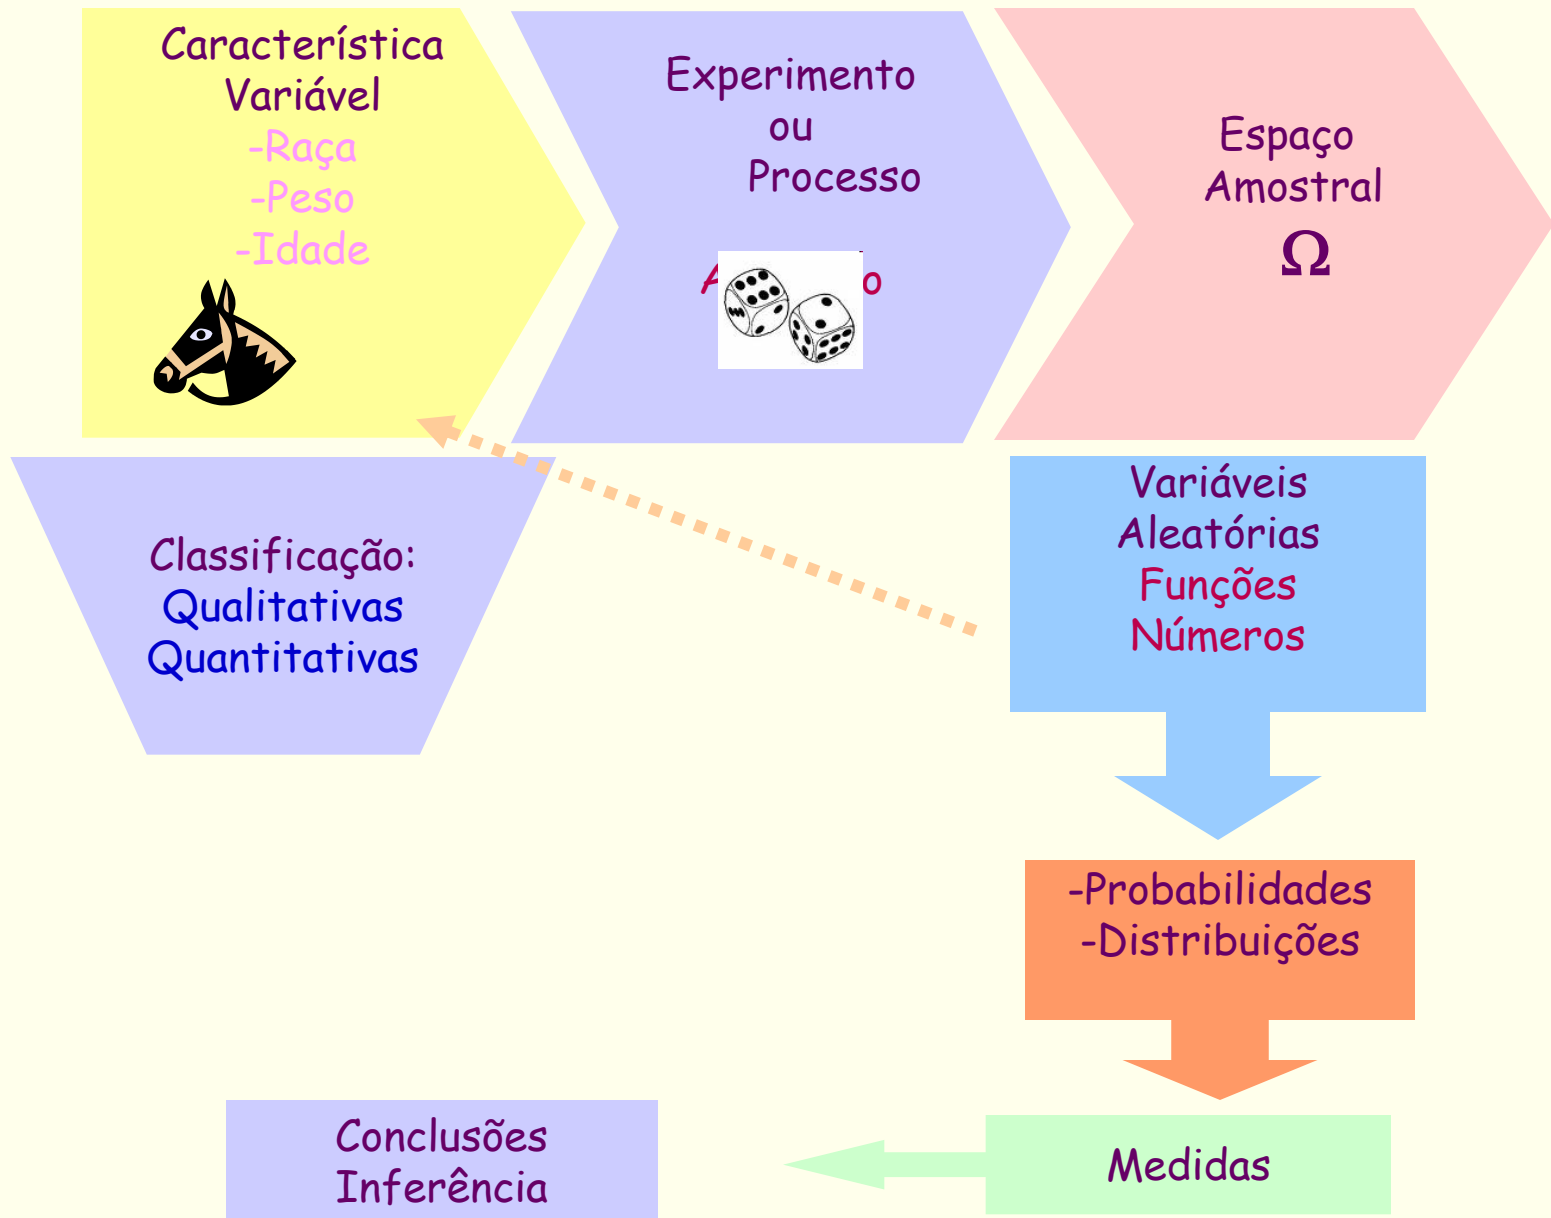 Característica
Variável
-Raça
-Peso
-Idade
Experimento
ou
Processo
Espaço
Amostral
Ω
Classificação:
Qualitativas
Quantitativas
Variáveis
Aleatórias
Funções
Números
-Probabilidades
-Distribuições
Medidas
Conclusões
Inferência